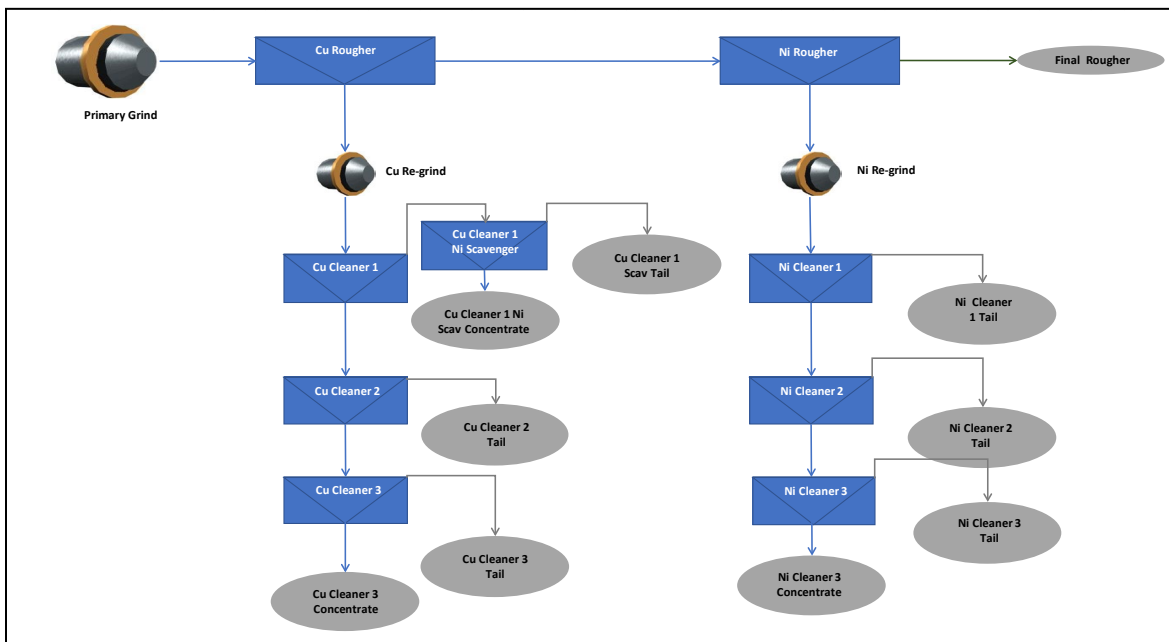 Cu Rougher
Ni Rougher
Final  Rougher
Primary Grind
Cu Re-grind
Ni Re-grind
Cu Cleaner 1
Ni Scavenger
Cu Cleaner 1
Scav Tail
Cu Cleaner 1
Ni Cleaner 1
Cu Cleaner 1 Ni
Scav Concentrate
Ni  Cleaner
1 Tail
Cu Cleaner 2
Ni Cleaner 2
Cu Cleaner 2
Tail
Ni Cleaner 2
Tail
Cu Cleaner 3
Ni Cleaner 3
Ni Cleaner 3
Tail
Cu Cleaner 3
Tail
Cu Cleaner 3
Concentrate
Ni Cleaner 3
Concentrate